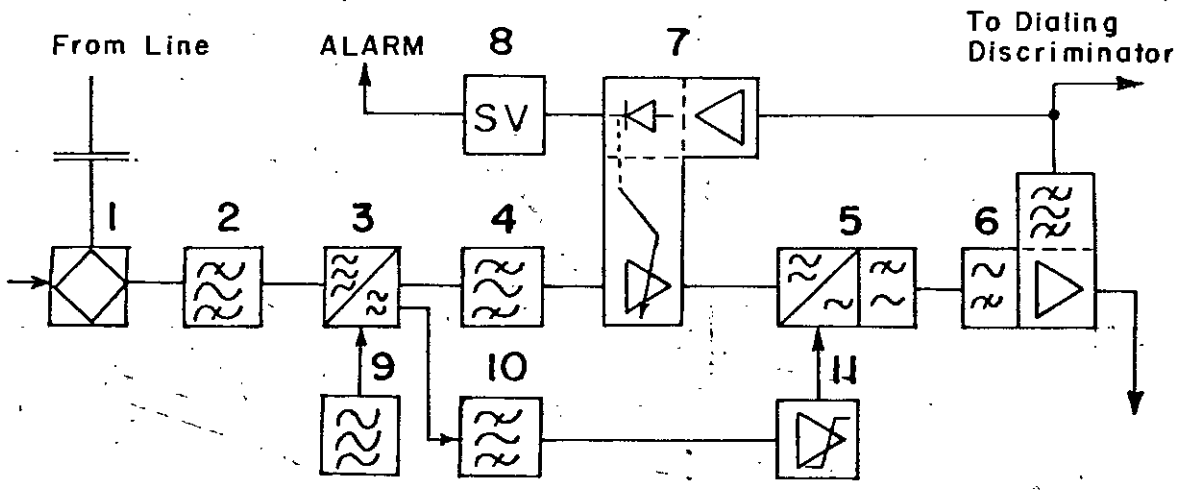 To Dialing
Discriminator
From Line
ALARM
8
7
SV
1
2
3
4
5
6
9
10
11